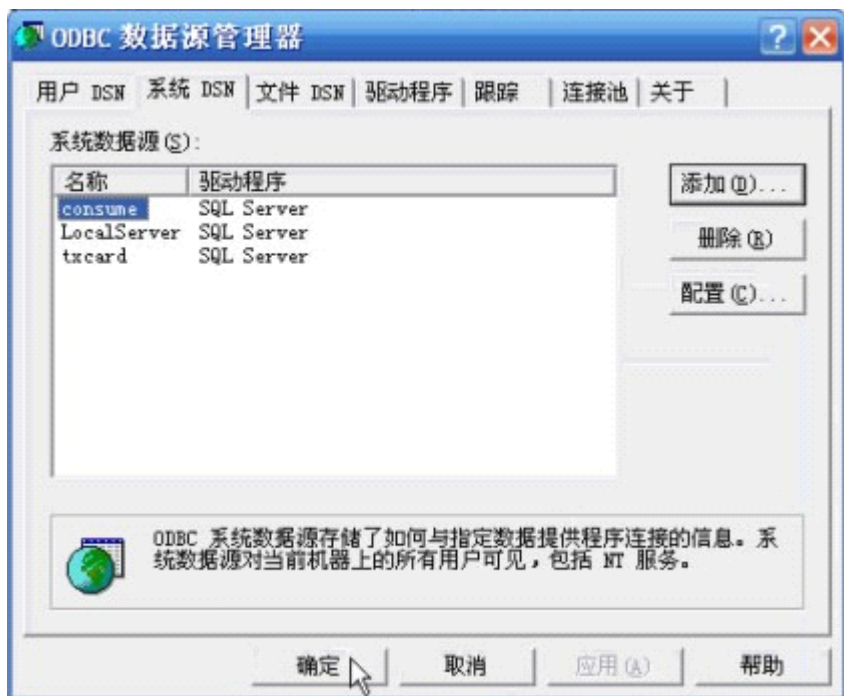 ODBC 数据源管理器
用户 DSN 系统 DSN 文件 DSN 驱动程序 跟踪 连接池 关于
系统数据源(S):
名称 驱动程序
添加(D)...
consume SQL Server
LocalServer SQL Server
删除(R)
txcard SQL Server
配置(C)...
ODBC 系统数据源存储了如何与指定数据提供程序连接的信息。系
统数据源对当前机器上的所有用户可见，包括 NT 服务。
确定 取消 应用(A) 帮助